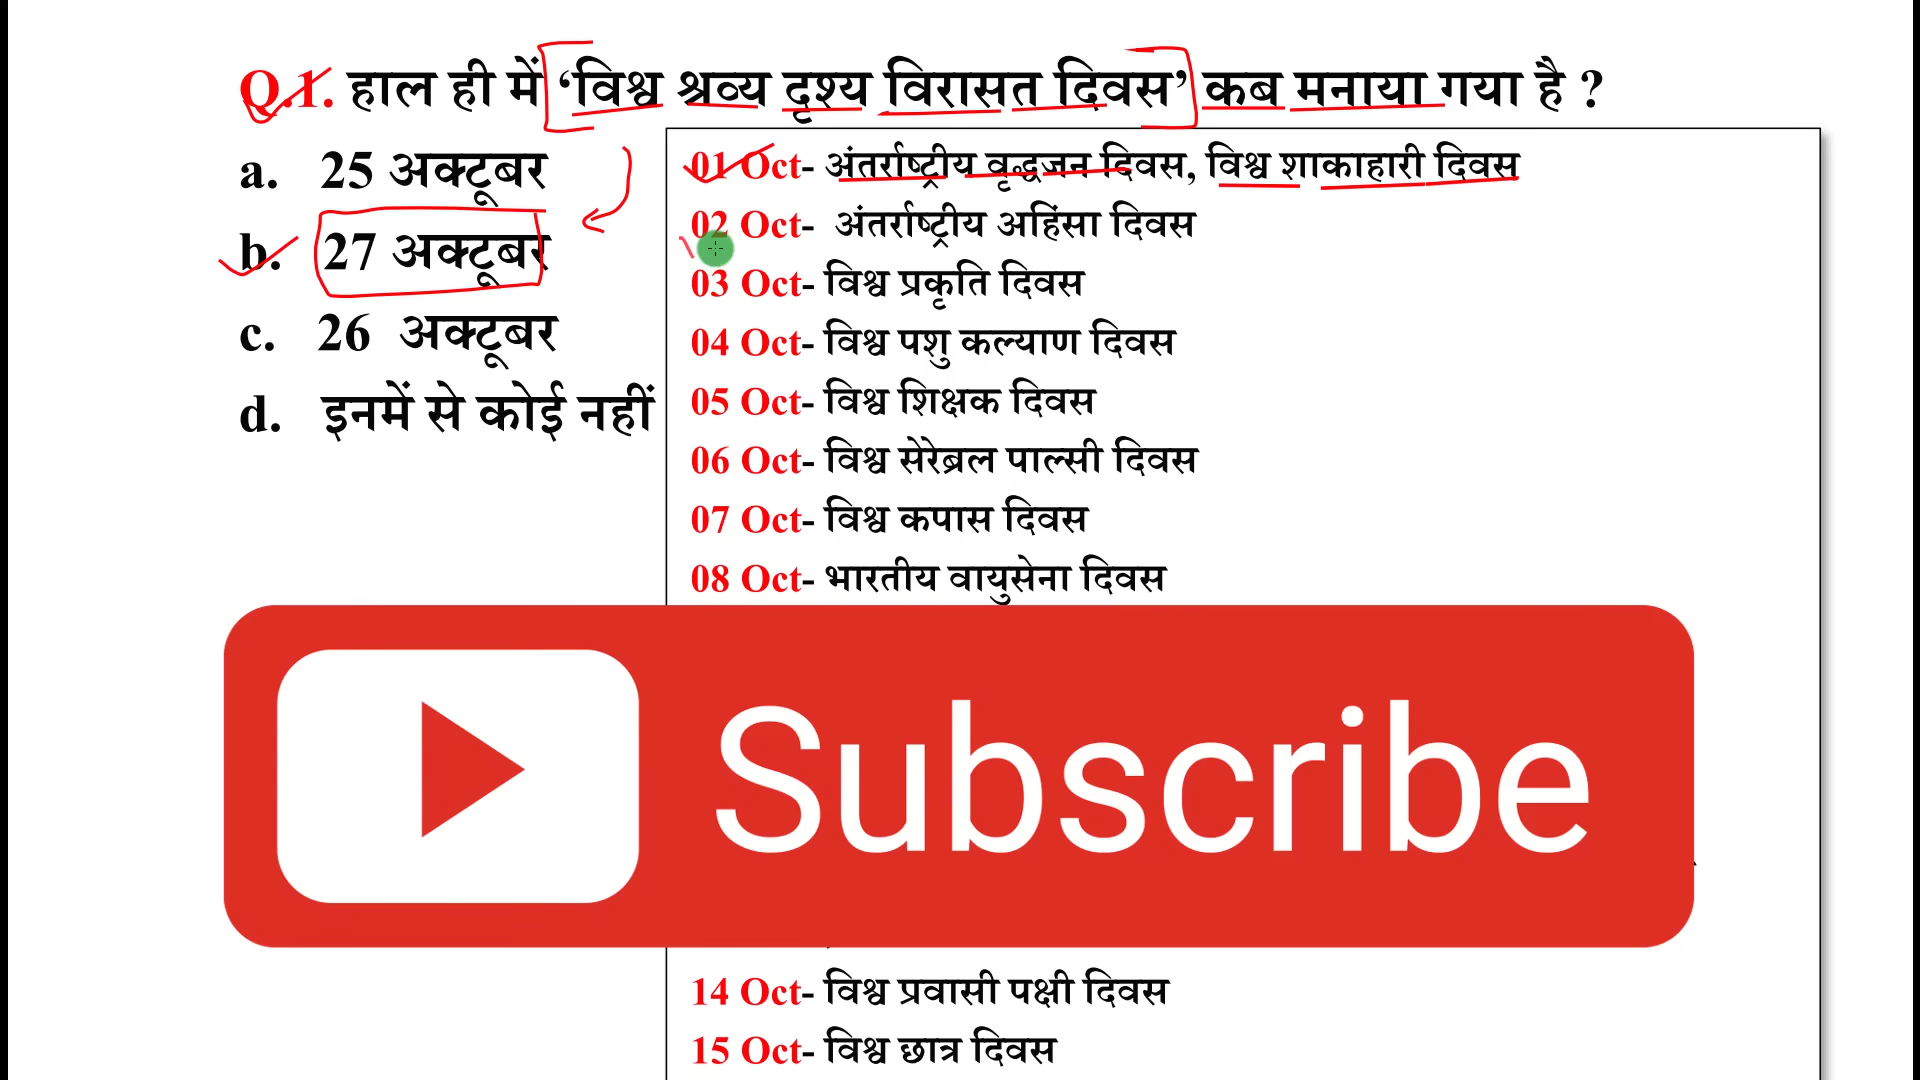 Q.1. हाल ही में ‘विश्व श्रव्य दृश्य विरासत दिवस’ कब मनाया गया है ?
a. 25 अक्टूबर
b. 27 अक्टूबर
c. 26 अक्टूबर
d. इनमें से कोई नहीं
01 Oct- अंतर्राष्ट्रीय वृद्धजन दिवस, विश्व शाकाहारी दिवस
02 Oct- अंतर्राष्ट्रीय अहिंसा दिवस
03 Oct- विश्व प्रकृति दिवस
04 Oct- विश्व पशु कल्याण दिवस
05 Oct- विश्व शिक्षक दिवस
06 Oct- विश्व सेरेब्रल पाल्सी दिवस
07 Oct- विश्व कपास दिवस
08 Oct- भारतीय वायुसेना दिवस
Subscribe
14 Oct- विश्व प्रवासी पक्षी दिवस
15 Oct- विश्व छात्र दिवस